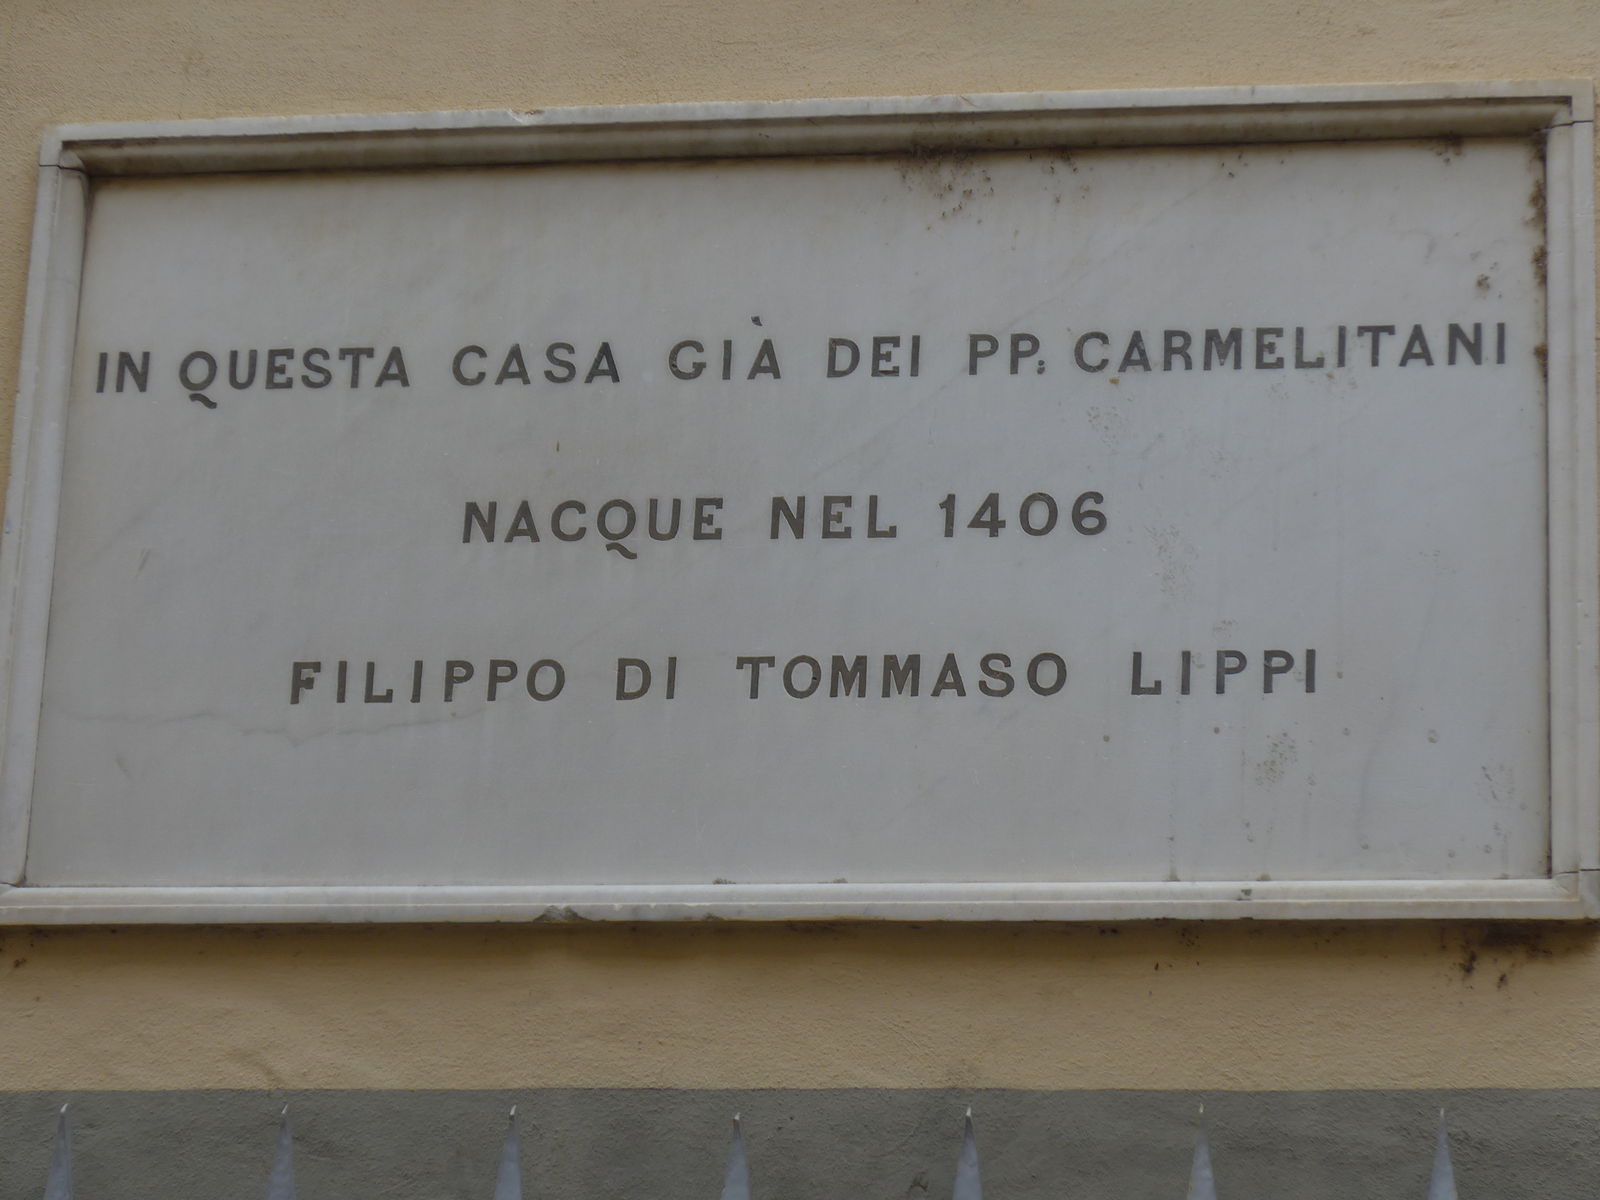 IN QUESTA CASA GIÀ DEI PP: CARMELITANI
NACQUE NEL 1406
FILIPPO DI TOMMASO LIPPI